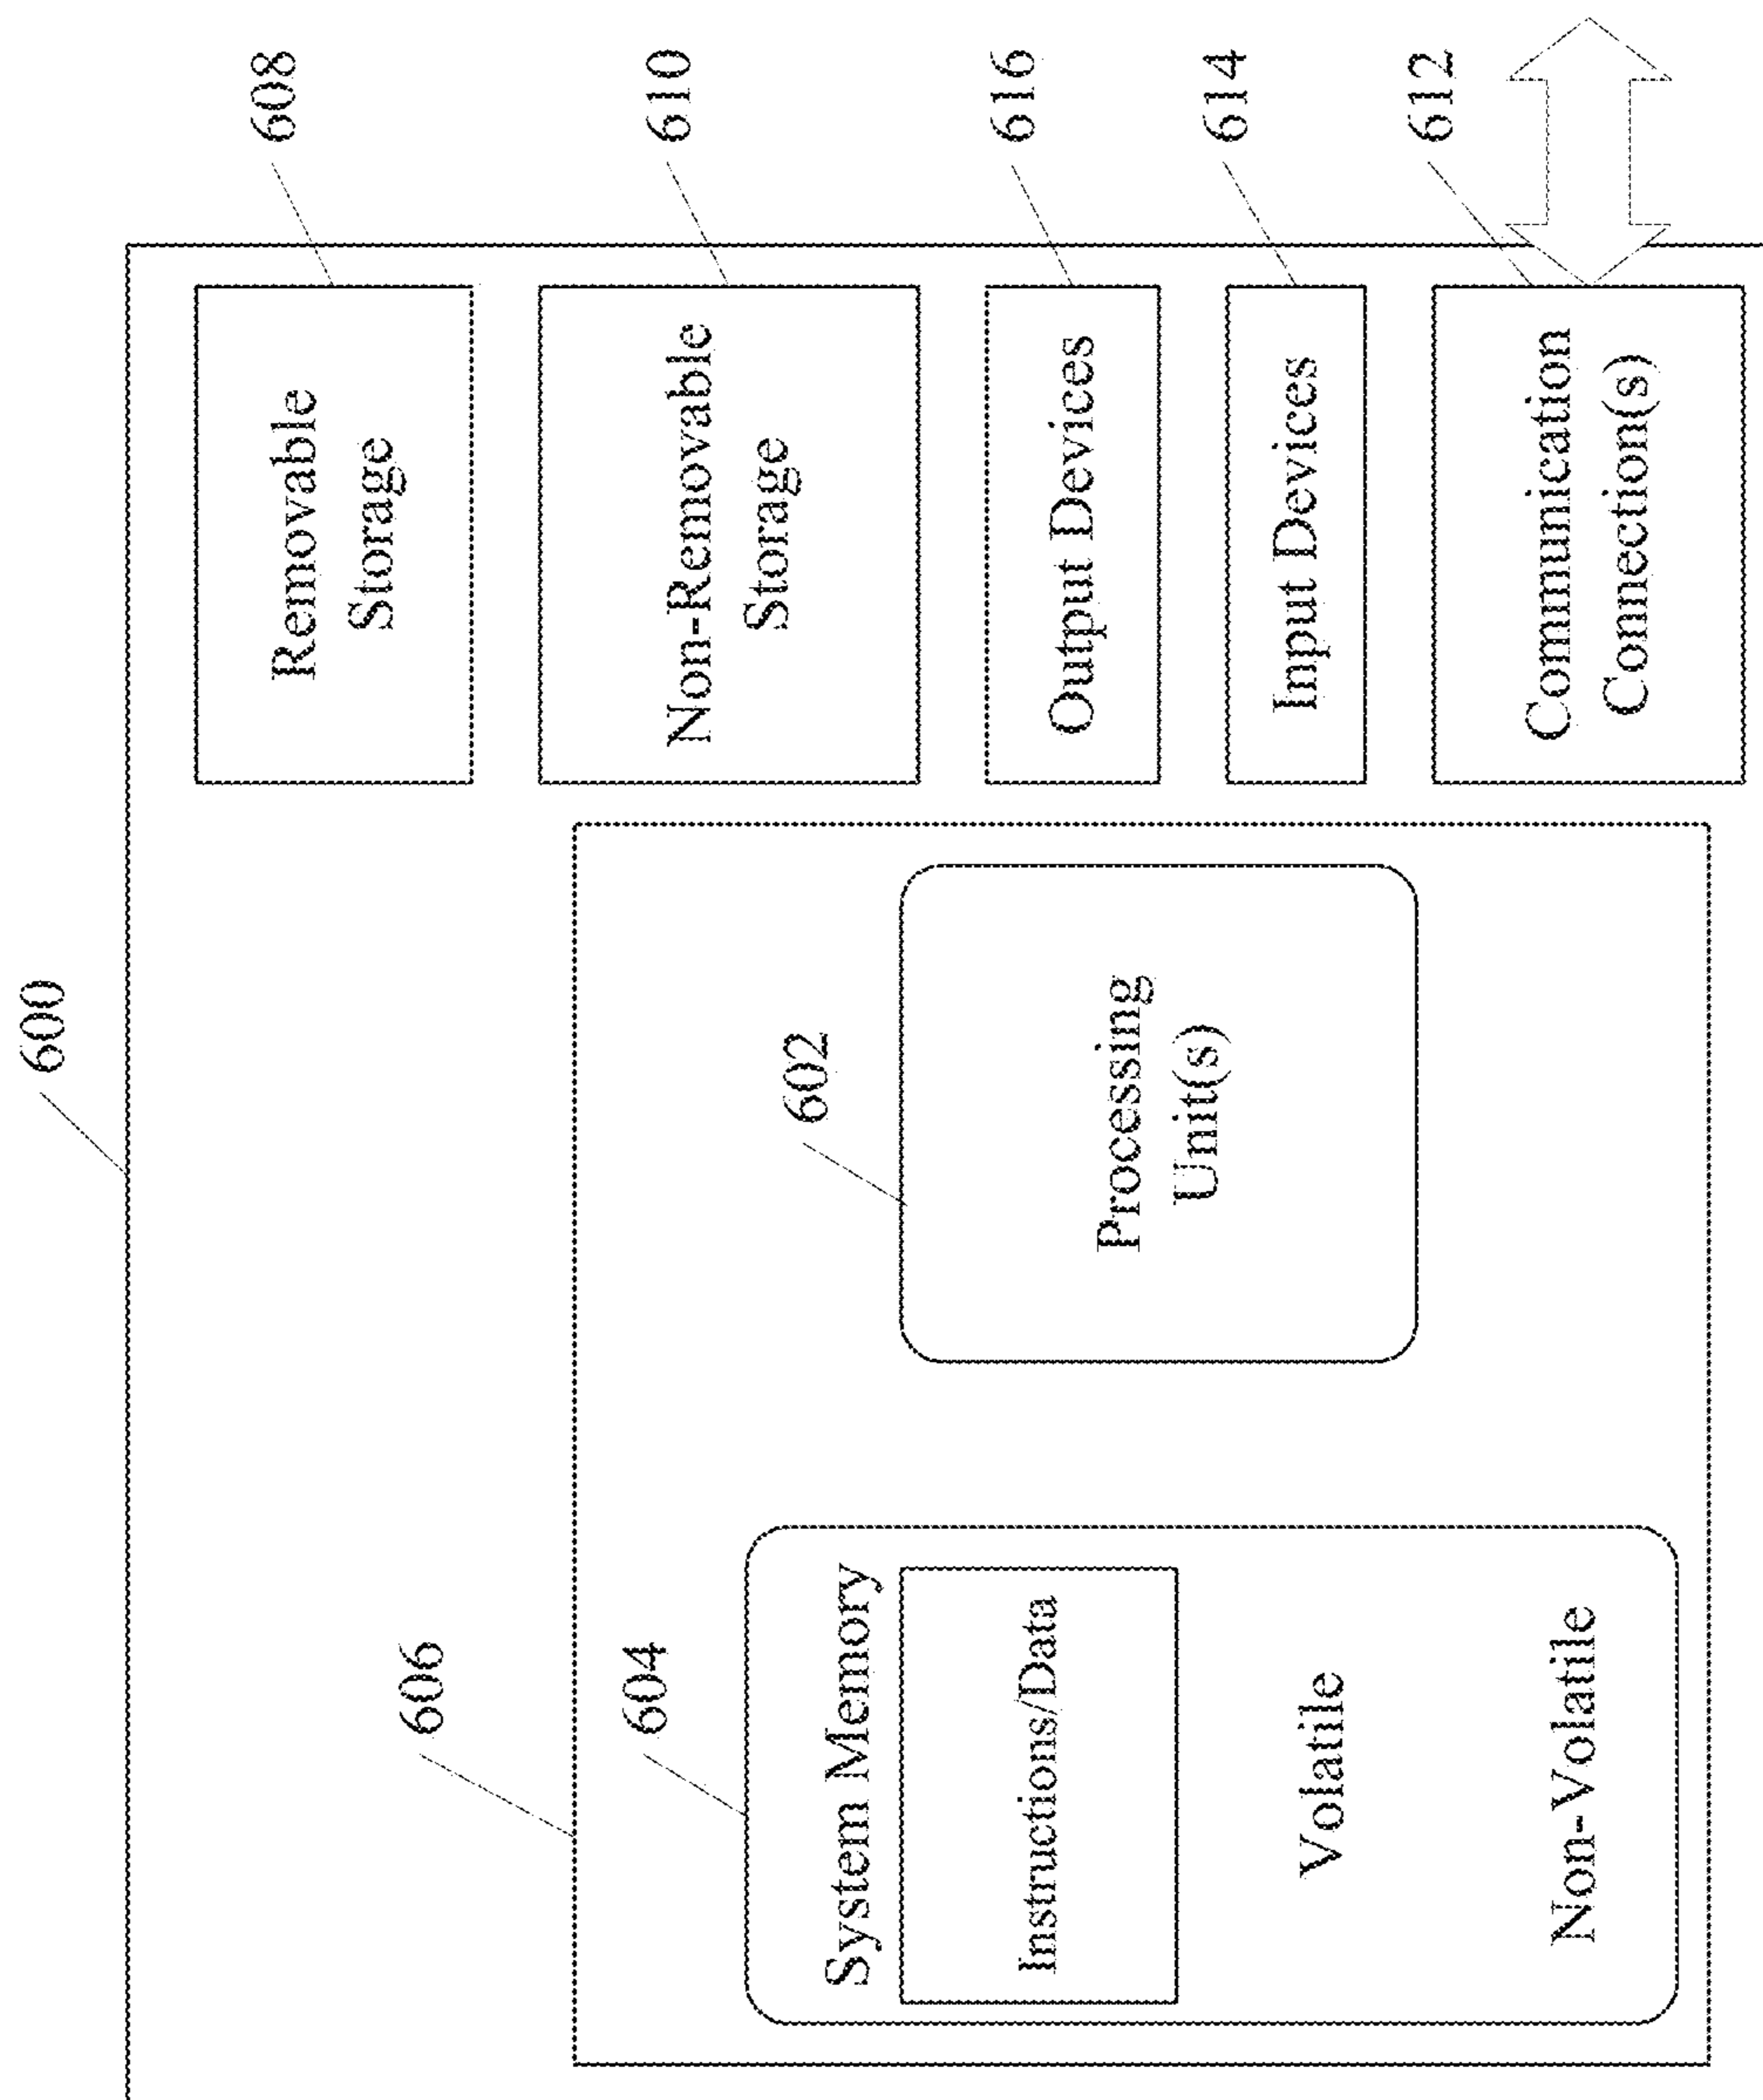 600
606
604
System Memory
Instructions/Data
Volatile
Non-Volatile
602
Processing
Unit(s)
Removable
Storage
608
Non-Removable
Storage
610
Output Devices
616
Input Devices
614
Communication
Connection(s)
612